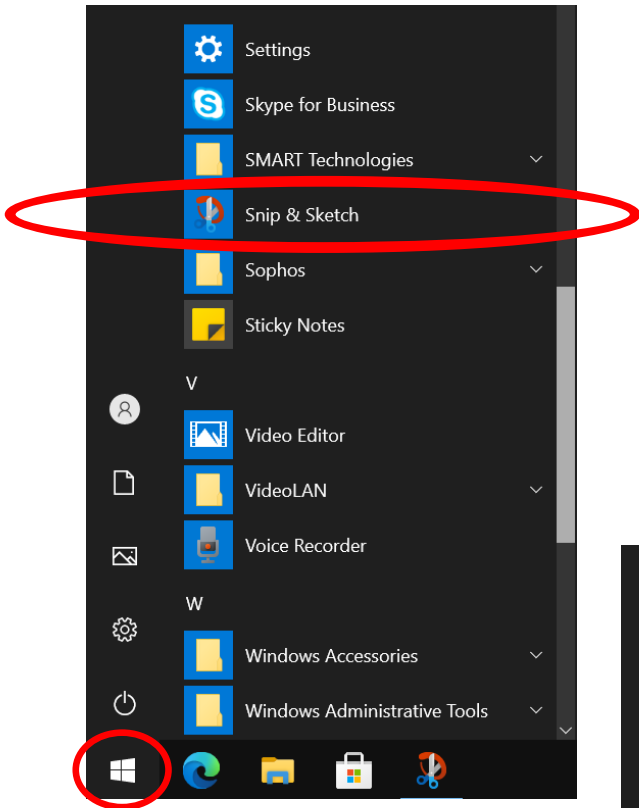 Settings
Skype for Business
SMART Technologies
Snip & Sketch
Sophos
Sticky Notes
V
Video Editor
VideoLAN
Voice Recorder
W
Windows Accessories
Windows Administrative Tools